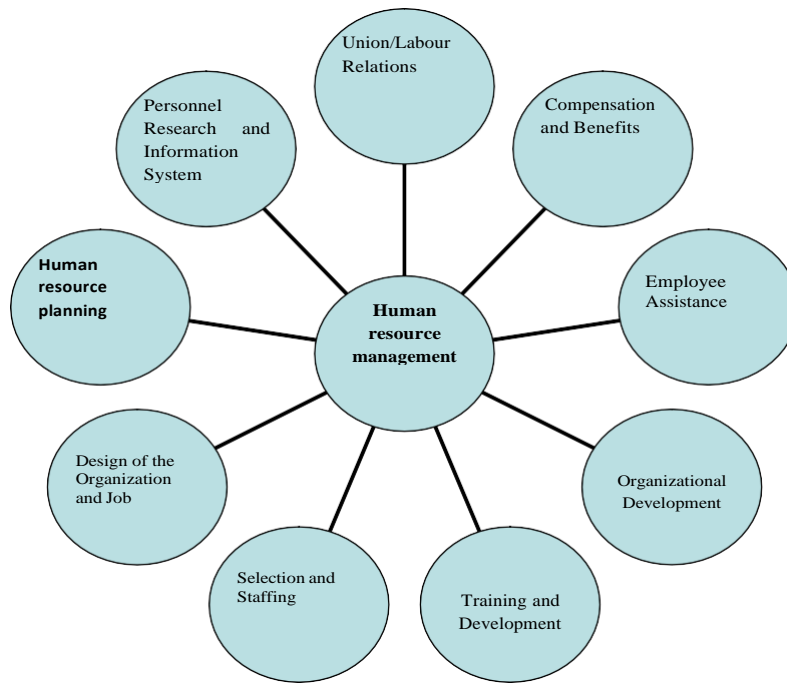 Union/Labour
Relations
Compensation
and Benefits
Employee
Assistance
Organizational
Development
Training and
Development
Selection and
Staffing
Design of the
Organization
and Job
Human
resource
planning
Personnel
Research and
Information
System
Human
resource
management